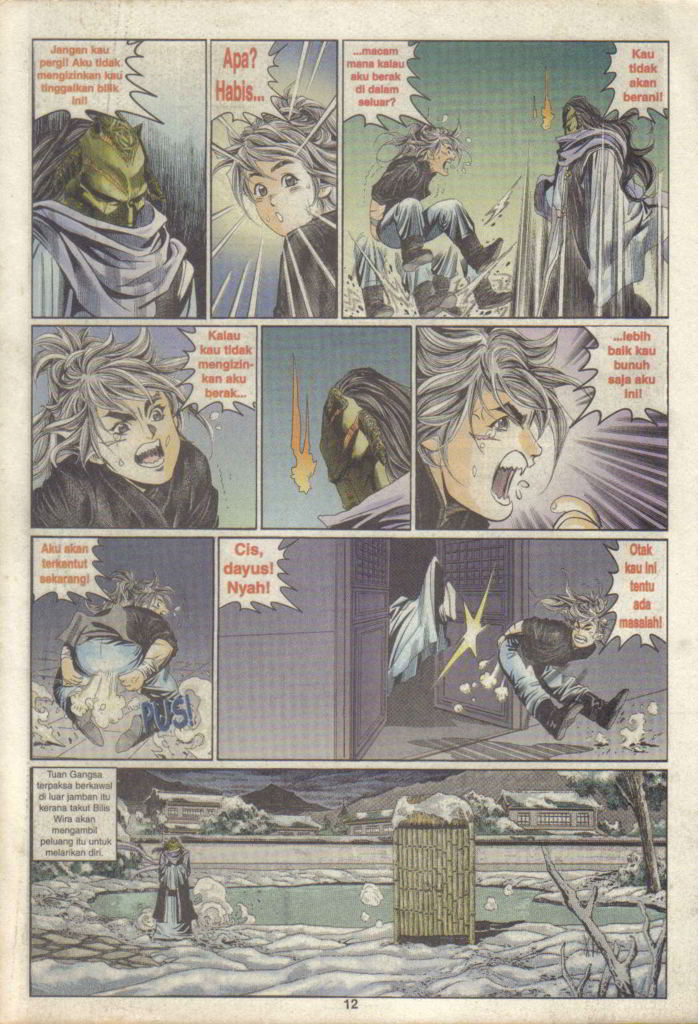 Jangan kau
pergi! Aku tidak
mengizinkan kau
tinggalkan bilik
ini!
Apa?
Habis...
...macam
mana kalau
aku berak
di dalam
seluar?
Kau
tidak
akan
berani!
Kalau
kau tidak
mengizin-
kan aku
berak...
...lebih
baik kau
bunuh
saja aku
ini!
Aku akan
terkentut
sekarang!
PUS!
Cis,
dayus!
Nyah!
Otak
kau ini
tentu
ada
masalah!
Tuan Gangsa
terpaksa berkawal
di luar jamban itu
kerana takut Bilis
Wira akan
mengambil
peluang itu untuk
melarikan diri.
12